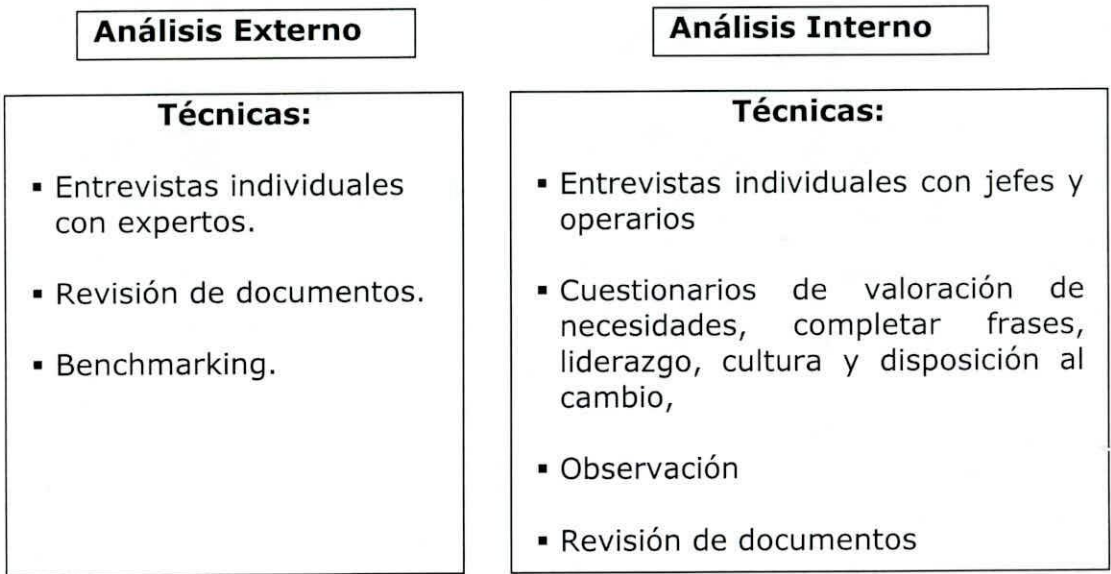 Análisis Externo
Técnicas:
▪ Entrevistas individuales
con expertos.
▪ Revisión de documentos.
▪ Benchmarking.
Análisis Interno
Técnicas:
▪ Entrevistas individuales con jefes y
operarios
▪ Cuestionarios de valoración de
necesidades, completar frases,
liderazgo, cultura y disposición al
cambio,
▪ Observación
▪ Revisión de documentos